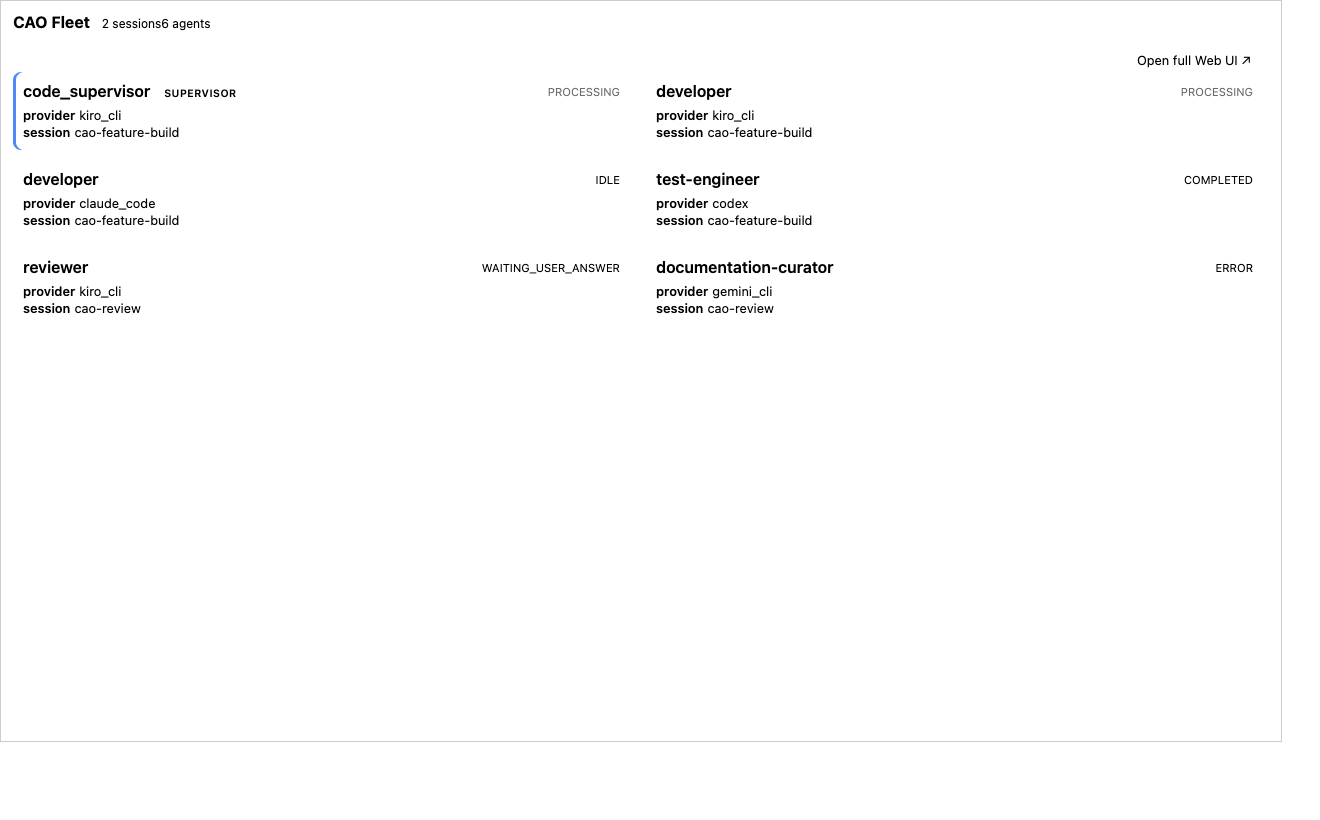 CAO Fleet 2 sessions6 agents
Open full Web UI ↗
code_supervisor SUPERVISOR PROCESSING
provider kiro_cli
session cao-feature-build
developer PROCESSING
provider kiro_cli
session cao-feature-build
developer IDLE
provider claude_code
session cao-feature-build
test-engineer COMPLETED
provider codex
session cao-feature-build
reviewer WAITING_USER_ANSWER
provider kiro_cli
session cao-review
documentation-curator ERROR
provider gemini_cli
session cao-review